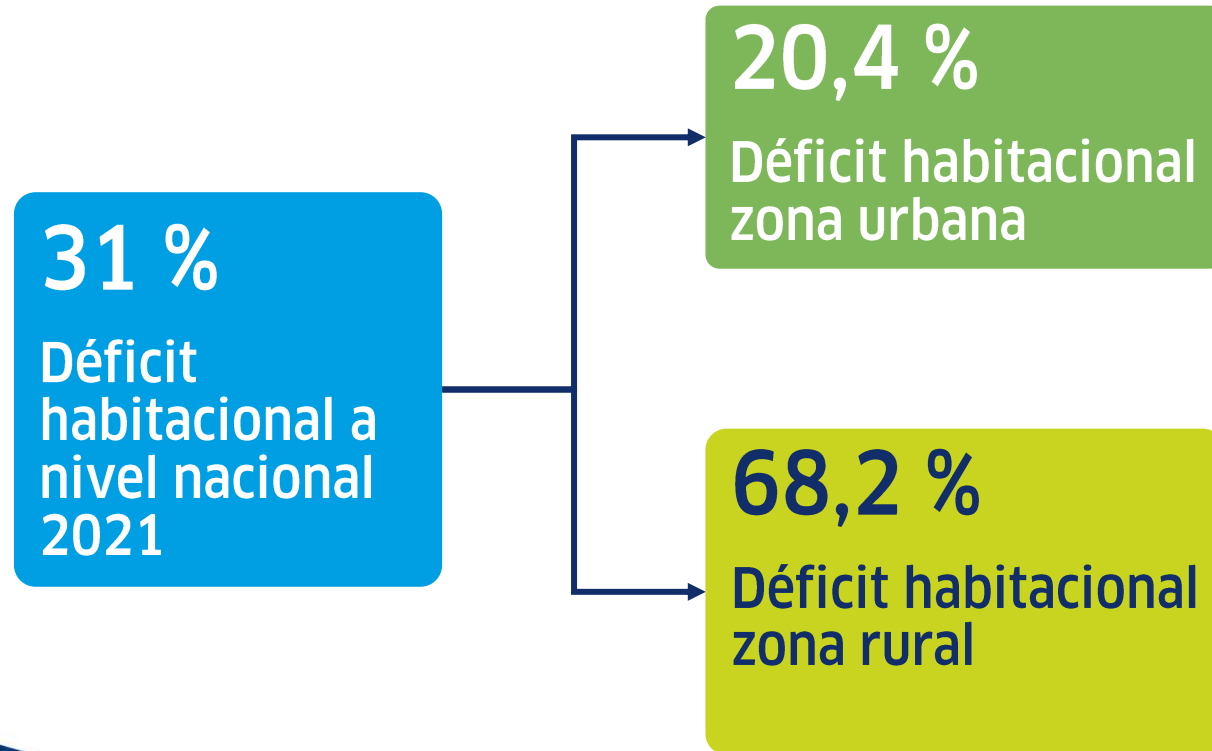 31 %
Déficit
habitacional a
nivel nacional
2021
20,4 %
Déficit habitacional
zona urbana
68,2 %
Déficit habitacional
zona rural